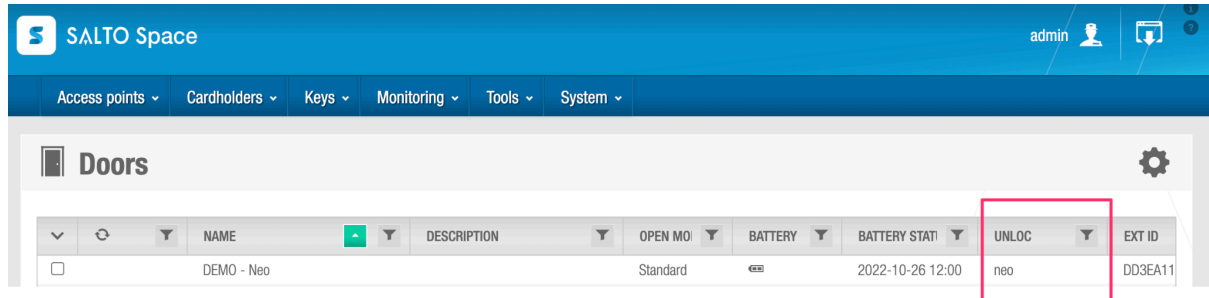 S SALTO Space
admin
Access points Cardholders Keys Monitoring Tools System
Doors
NAME DESCRIPTION OPEN MO BATTERY BATTERY STAT UNLOC EXT ID
DEMO - Neo Standard 2022-10-26 12:00 neo DD3EA11